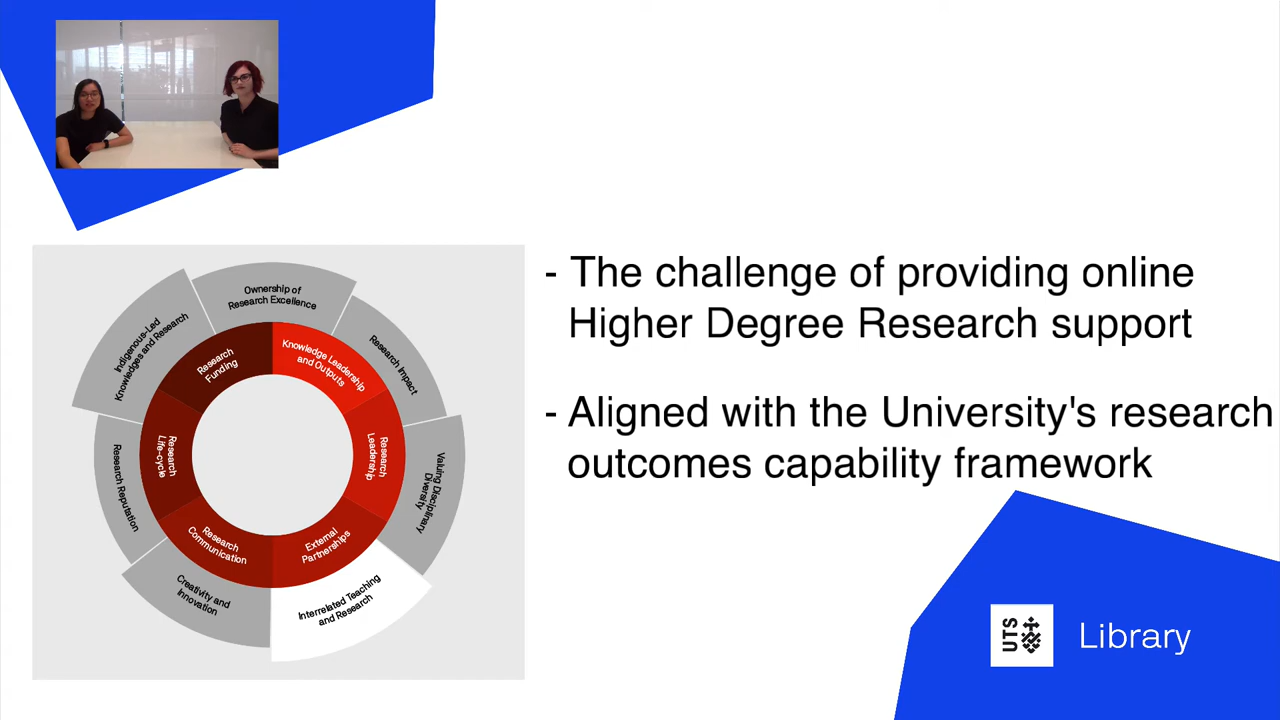 Ownership of
Research Excellence
Indigenous-Led
Knowledges and Research
Research Impact
Research
Funding
Knowledge Leadership
and Outputs
Research
Life-cycle
Research
Leadership
Research Reputation
Valuing Disciplinary
Diversity
Research
Communication
External
Partnerships
Creativity and
Innovation
Interrelated Teaching
and Research
- The challenge of providing online
Higher Degree Research support
- Aligned with the University's research
outcomes capability framework
UTS
Library